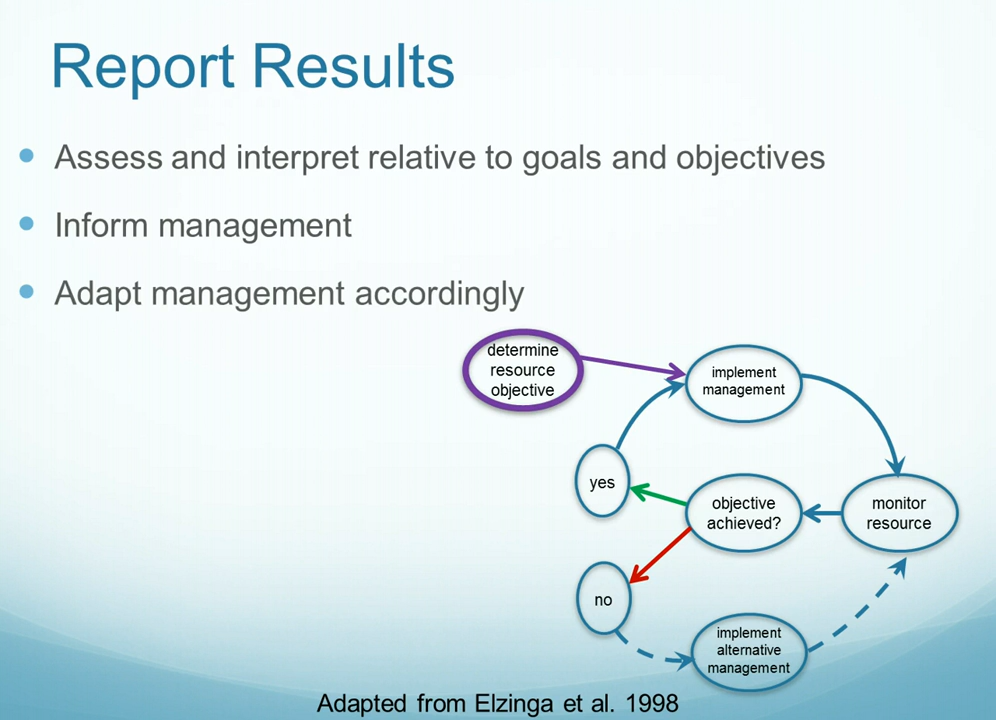 Report Results
Assess and interpret relative to goals and objectives
Inform management
Adapt management accordingly
determine
resource
objective
implement
management
yes
objective
achieved?
monitor
resource
no
implement
alternative
management
Adapted from Elzinga et al. 1998